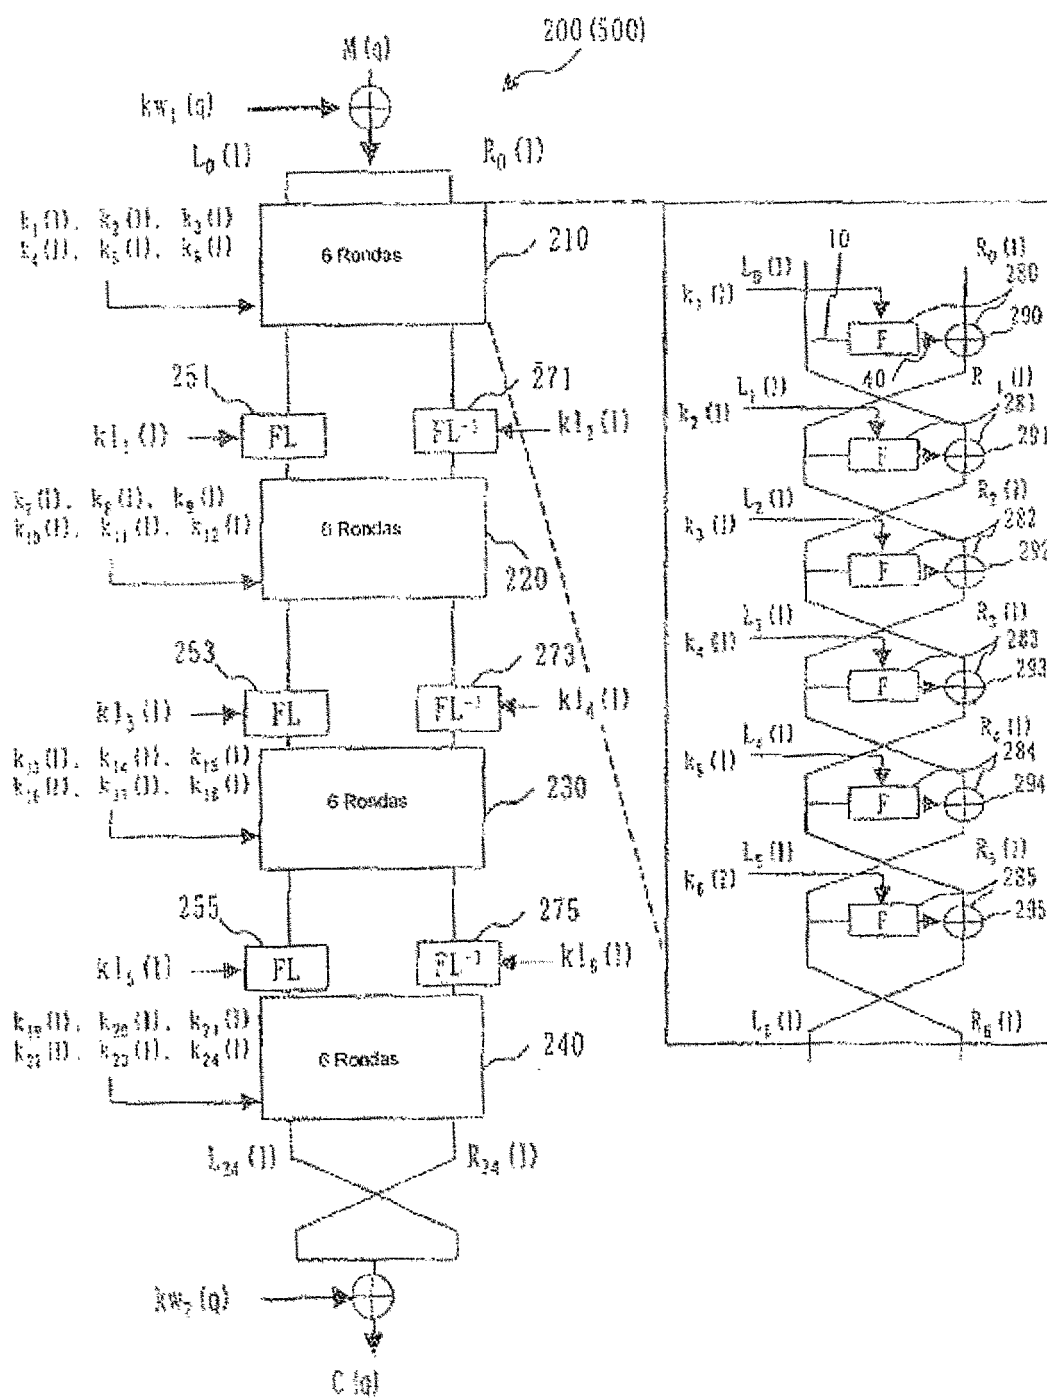 200 (500)
M (q)
kw₁ (q)
L₀ (l) R₀ (l)
k₁(l), k₂(l), k₃(l)
k₄(l), k₅(l), k₆(l)
6 Rondas
210
251
271
kl₁ (l)
FL
FL⁻¹
kl₂ (l)
k₇(l), k₈(l), k₉(l)
k₁₀(l), k₁₁(l), k₁₂(l)
6 Rondas
220
253
273
kl₃ (l)
FL
FL⁻¹
kl₄ (l)
k₁₃(l), k₁₄(l), k₁₅(l)
k₁₆(l), k₁₇(l), k₁₈(l)
6 Rondas
230
255
275
kl₅ (l)
FL
FL⁻¹
kl₆ (l)
k₁₉(l), k₂₀(l), k₂₁(l)
k₂₂(l), k₂₃(l), k₂₄(l)
6 Rondas
240
L₂₄ (l) R₂₄ (l)
kw₂ (q)
C (q)
10
L₀ (l)
R₀ (l)
280
k₁ (l)
F
290
40
L₁ (l)
R₁ (l)
281
k₂ (l)
F
291
L₂ (l)
R₂ (l)
282
k₃ (l)
F
292
L₃ (l)
R₃ (l)
283
k₄ (l)
F
293
L₄ (l)
R₄ (l)
284
k₅ (l)
F
294
L₅ (l)
R₅ (l)
285
k₆ (l)
F
295
L₆ (l) R₆ (l)